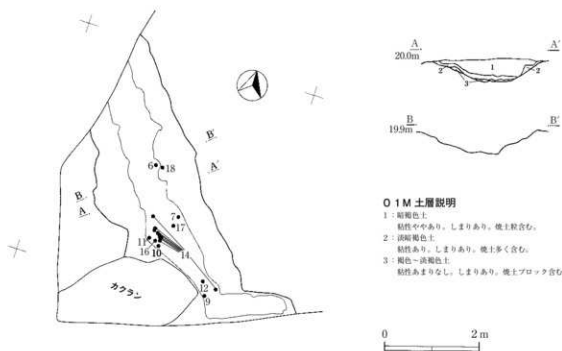 6
18
B′
A′
7
17
B
A
11
16
10
14
12
9
カクラン
A
A′
20.0m
1
2
2
3
B
B′
19.9m
01M 土層説明
1：暗褐色土
粘性ややあり。しまりあり。焼土粒含む。
2：淡暗褐色土
粘性あり。しまりあり。焼土多く含む。
3：褐色～淡褐色土
粘性あまりなし。しまりあり。焼土ブロック含む
0
2 m